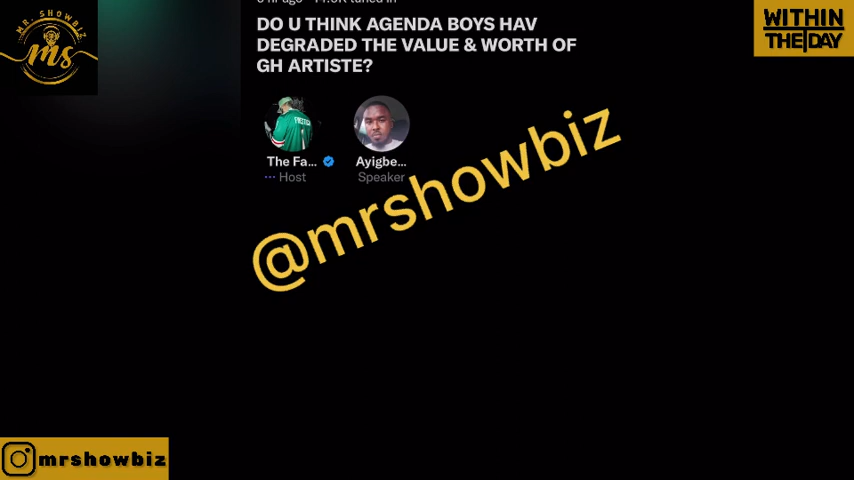 MR. SHOWBIZ
ms
DO U THINK AGENDA BOYS HAV
DEGRADED THE VALUE & WORTH OF
GH ARTISTE?
WITHIN
THE DAY
The Fa...
Host
Ayigbe...
Speaker
@mrshowbiz
mrshowbiz